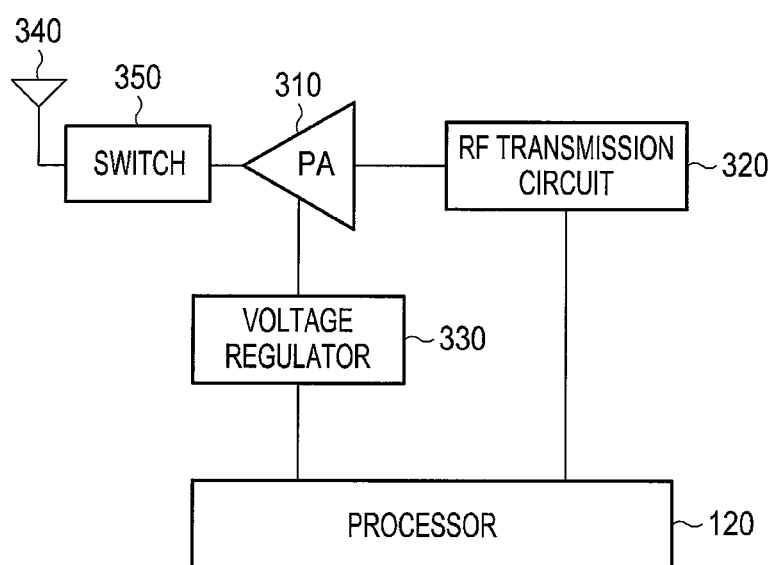 340
350
310
SWITCH
PA
RF TRANSMISSION
CIRCUIT
320
VOLTAGE
REGULATOR
330
PROCESSOR
120